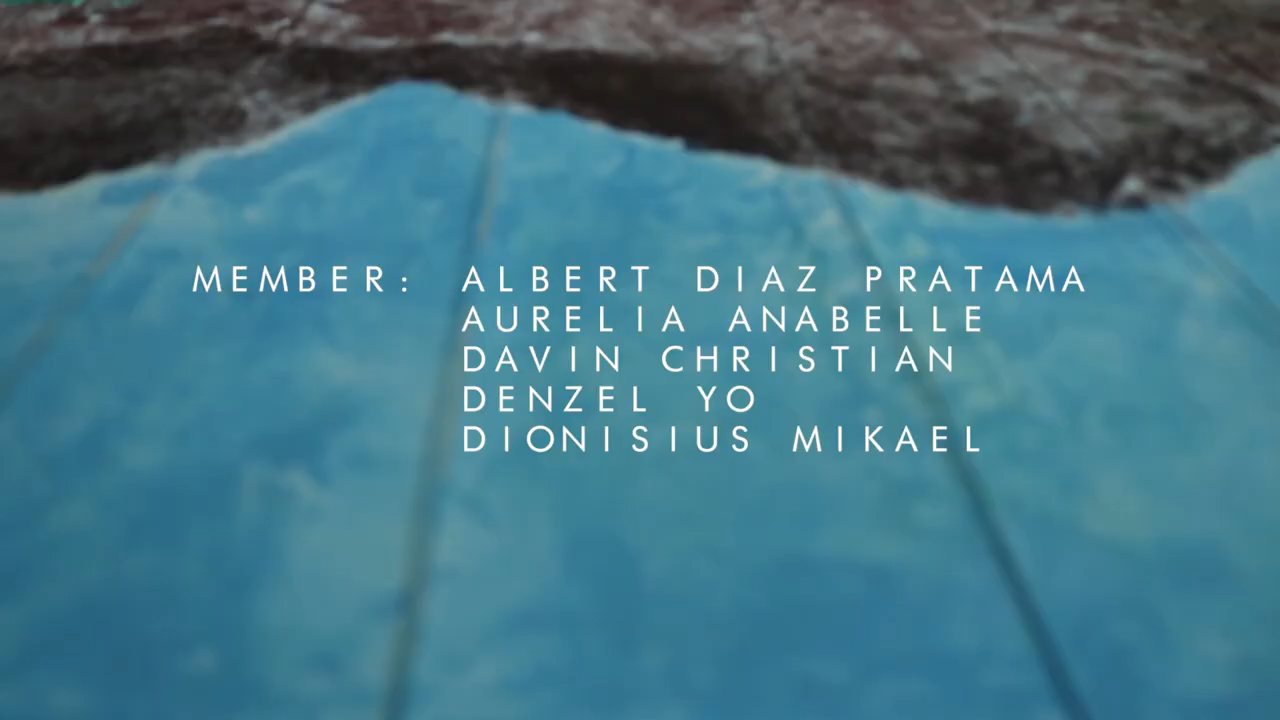 MEMBER: ALBERT DIAZ PRATAMA
AURELIA ANABELLE
DAVIN CHRISTIAN
DENZEL YO
DIONISIUS MIKAEL